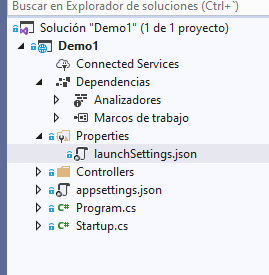 Buscar en Explorador de soluciones (Ctrl+`)
Solución "Demo1" (1 de 1 proyecto)
Demo1
Connected Services
Dependencias
Analizadores
Marcos de trabajo
Properties
launchSettings.json
Controllers
appsettings.json
C# Program.cs
C# Startup.cs